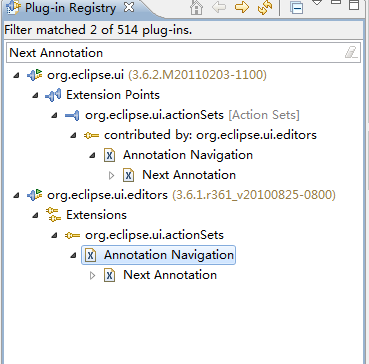 Plug-in Registry
Filter matched 2 of 514 plug-ins.
Next Annotation
org.eclipse.ui (3.6.2.M20110203-1100)
Extension Points
org.eclipse.ui.actionSets [Action Sets]
contributed by: org.eclipse.ui.editors
Annotation Navigation
Next Annotation
org.eclipse.ui.editors (3.6.1.r361_v20100825-0800)
Extensions
org.eclipse.ui.actionSets
Annotation Navigation
Next Annotation